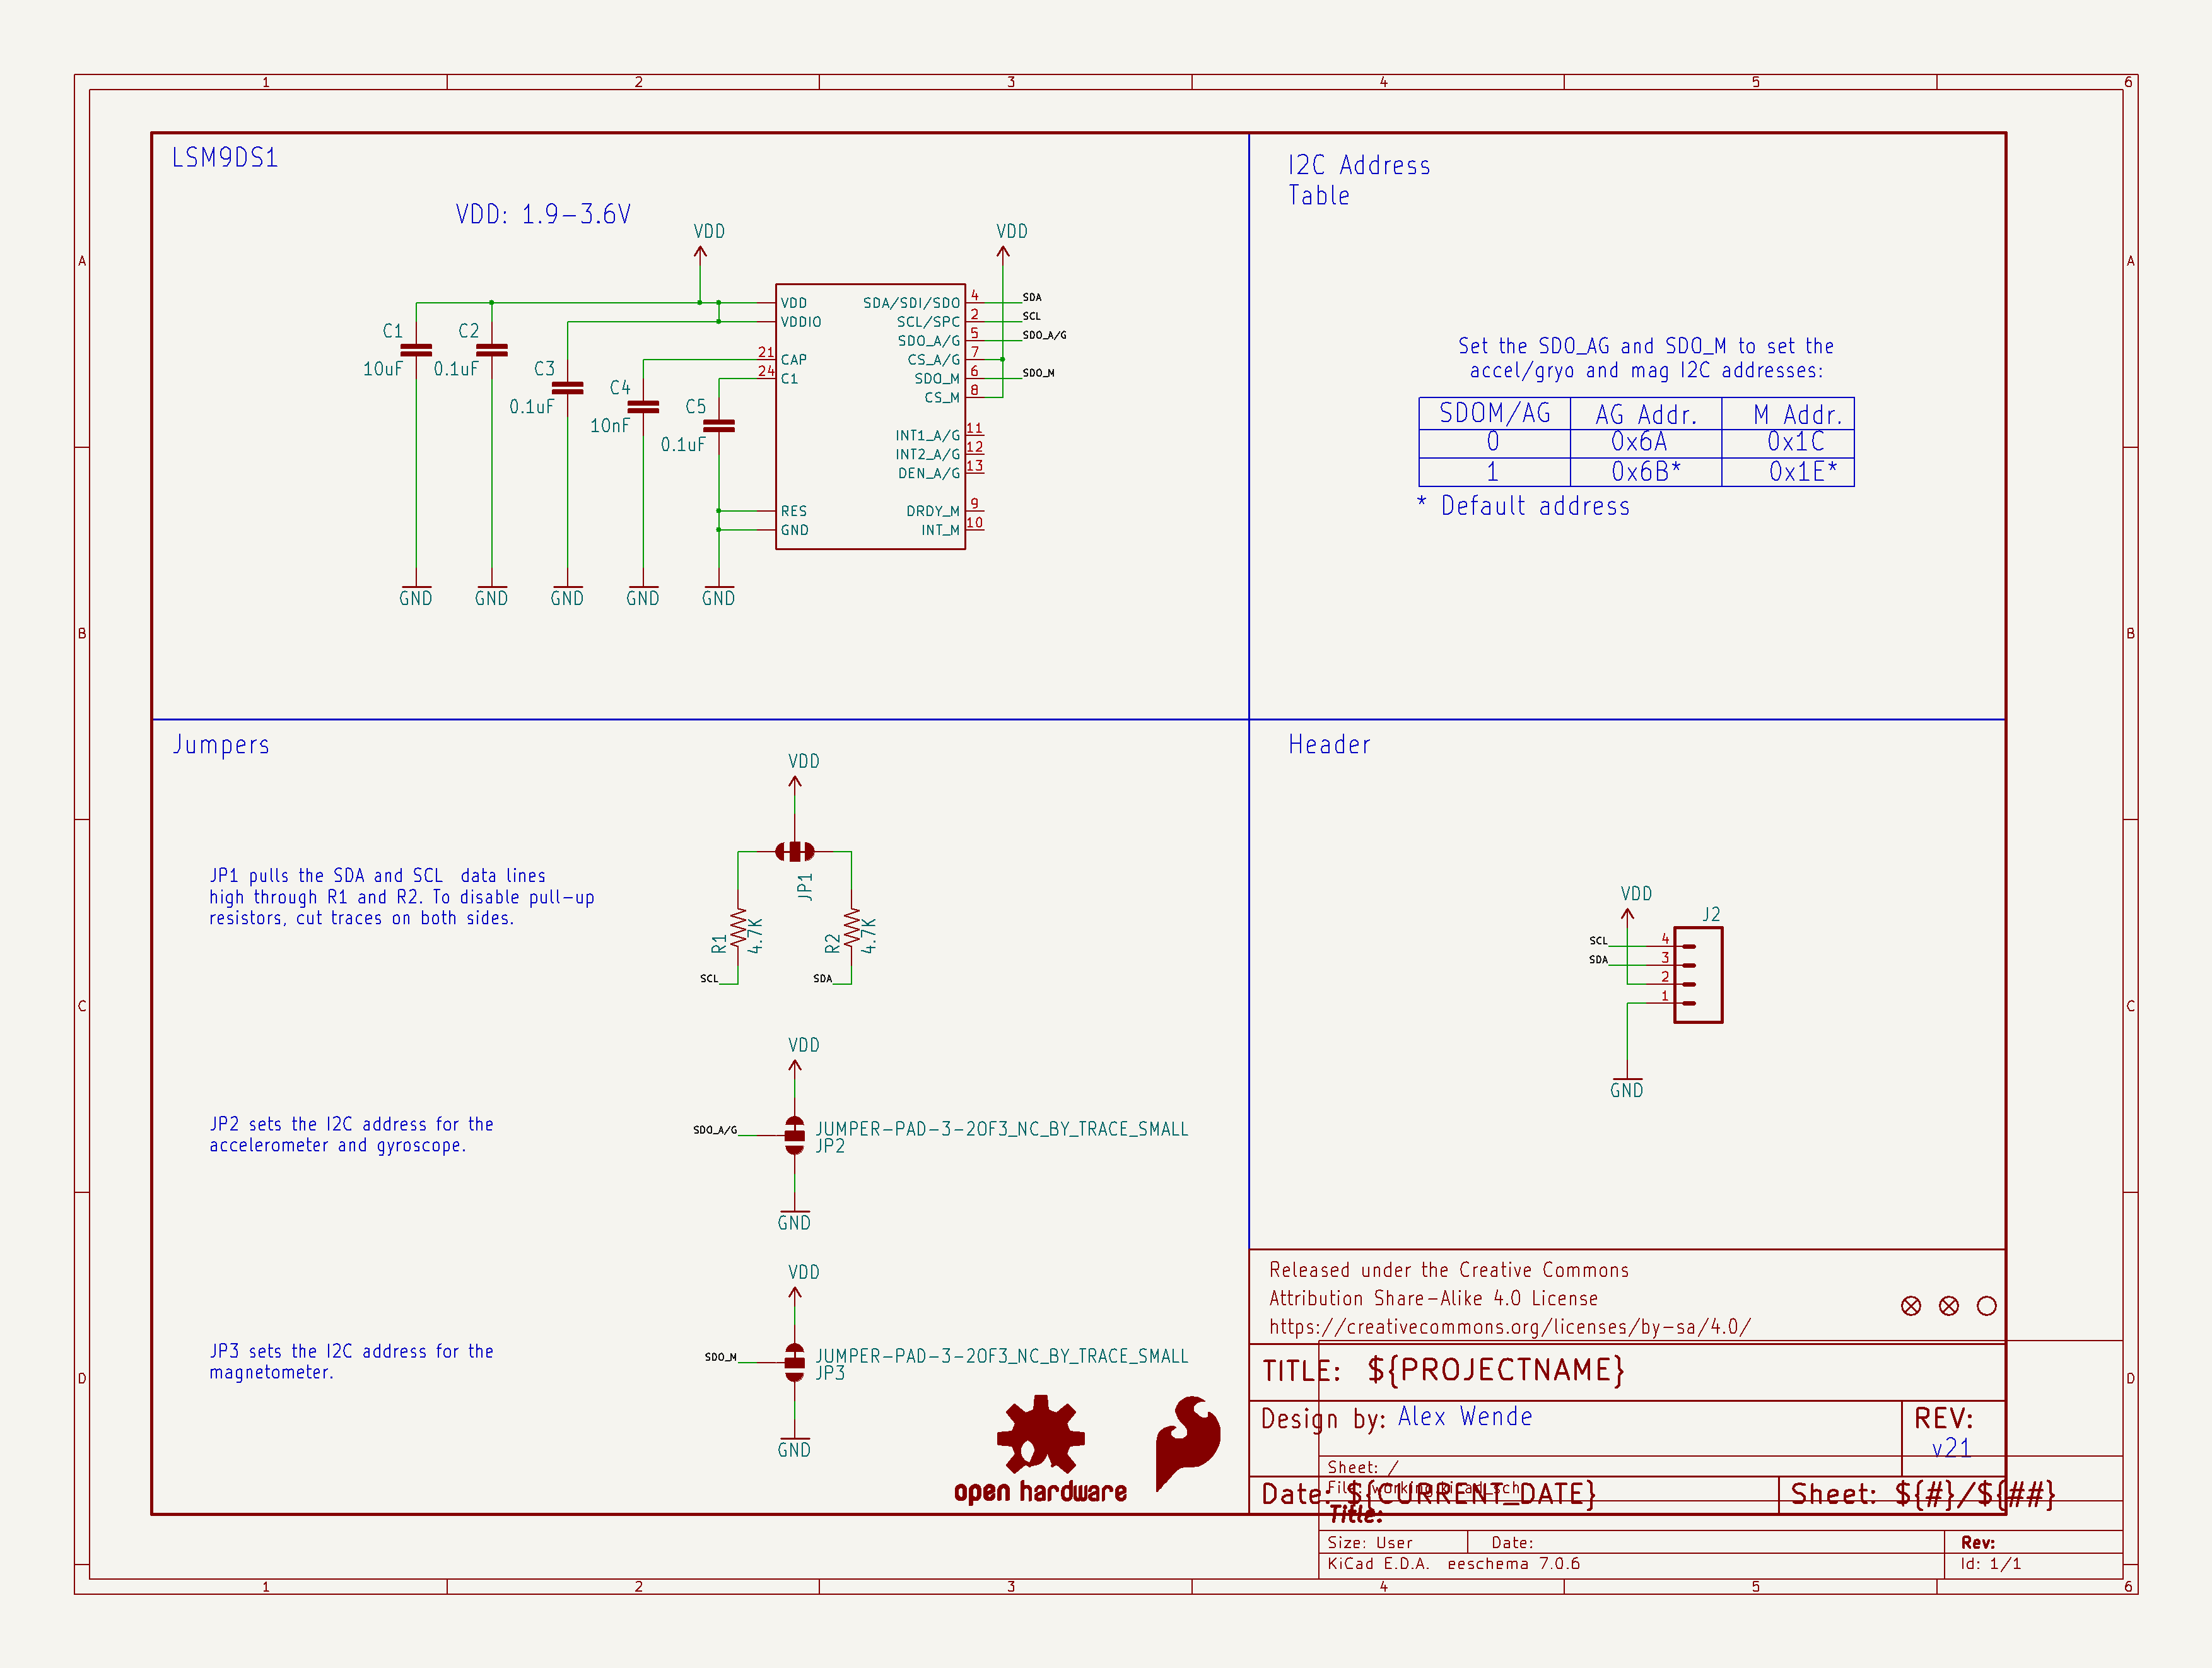 1 2 3 4 5 6
A
B
C
D
LSM9DS1
VDD: 1.9-3.6V
VDD
VDD
C1
10uF
C2
0.1uF
C3
0.1uF
C4
10nF
C5
0.1uF
VDD
VDDIO
21 CAP
24 C1
RES
GND
SDA/SDI/SDO 4 SDA
SCL/SPC 2 SCL
SDO_A/G 5 SDO_A/G
CS_A/G 7
SDO_M 6 SDO_M
CS_M 8
INT1_A/G 11
INT2_A/G 12
DEN_A/G 13
DRDY_M 9
INT_M 10
GND GND GND GND GND
I2C Address
Table
Set the SDO_AG and SDO_M to set the
accel/gryo and mag I2C addresses:
SDOM/AG AG Addr. M Addr.
0 0x6A 0x1C
1 0x6B* 0x1E*
* Default address
Jumpers
JP1 pulls the SDA and SCL  data lines
high through R1 and R2. To disable pull-up
resistors, cut traces on both sides.
VDD
JP1
R1
4.7K
R2
4.7K
SCL
SDA
JP2 sets the I2C address for the
accelerometer and gyroscope.
VDD
SDO_A/G
JUMPER-PAD-3-2OF3_NC_BY_TRACE_SMALL
JP2
GND
JP3 sets the I2C address for the
magnetometer.
VDD
SDO_M
JUMPER-PAD-3-2OF3_NC_BY_TRACE_SMALL
JP3
GND
open hardware
Header
VDD
J2
SCL 4
SDA 3
2
1
GND
Released under the Creative Commons
Attribution Share-Alike 4.0 License
https://creativecommons.org/licenses/by-sa/4.0/
TITLE: ${PROJECTNAME}
Design by: Alex Wende
REV:
v21
Date: ${CURRENT_DATE}
Sheet: ${#}/${##}
Sheet: /
File: working.kicad_sch
Title:
Size: User
Date:
Rev:
KiCad E.D.A.  eeschema 7.0.6
Id: 1/1
A
B
C
D
1 2 3 4 5 6